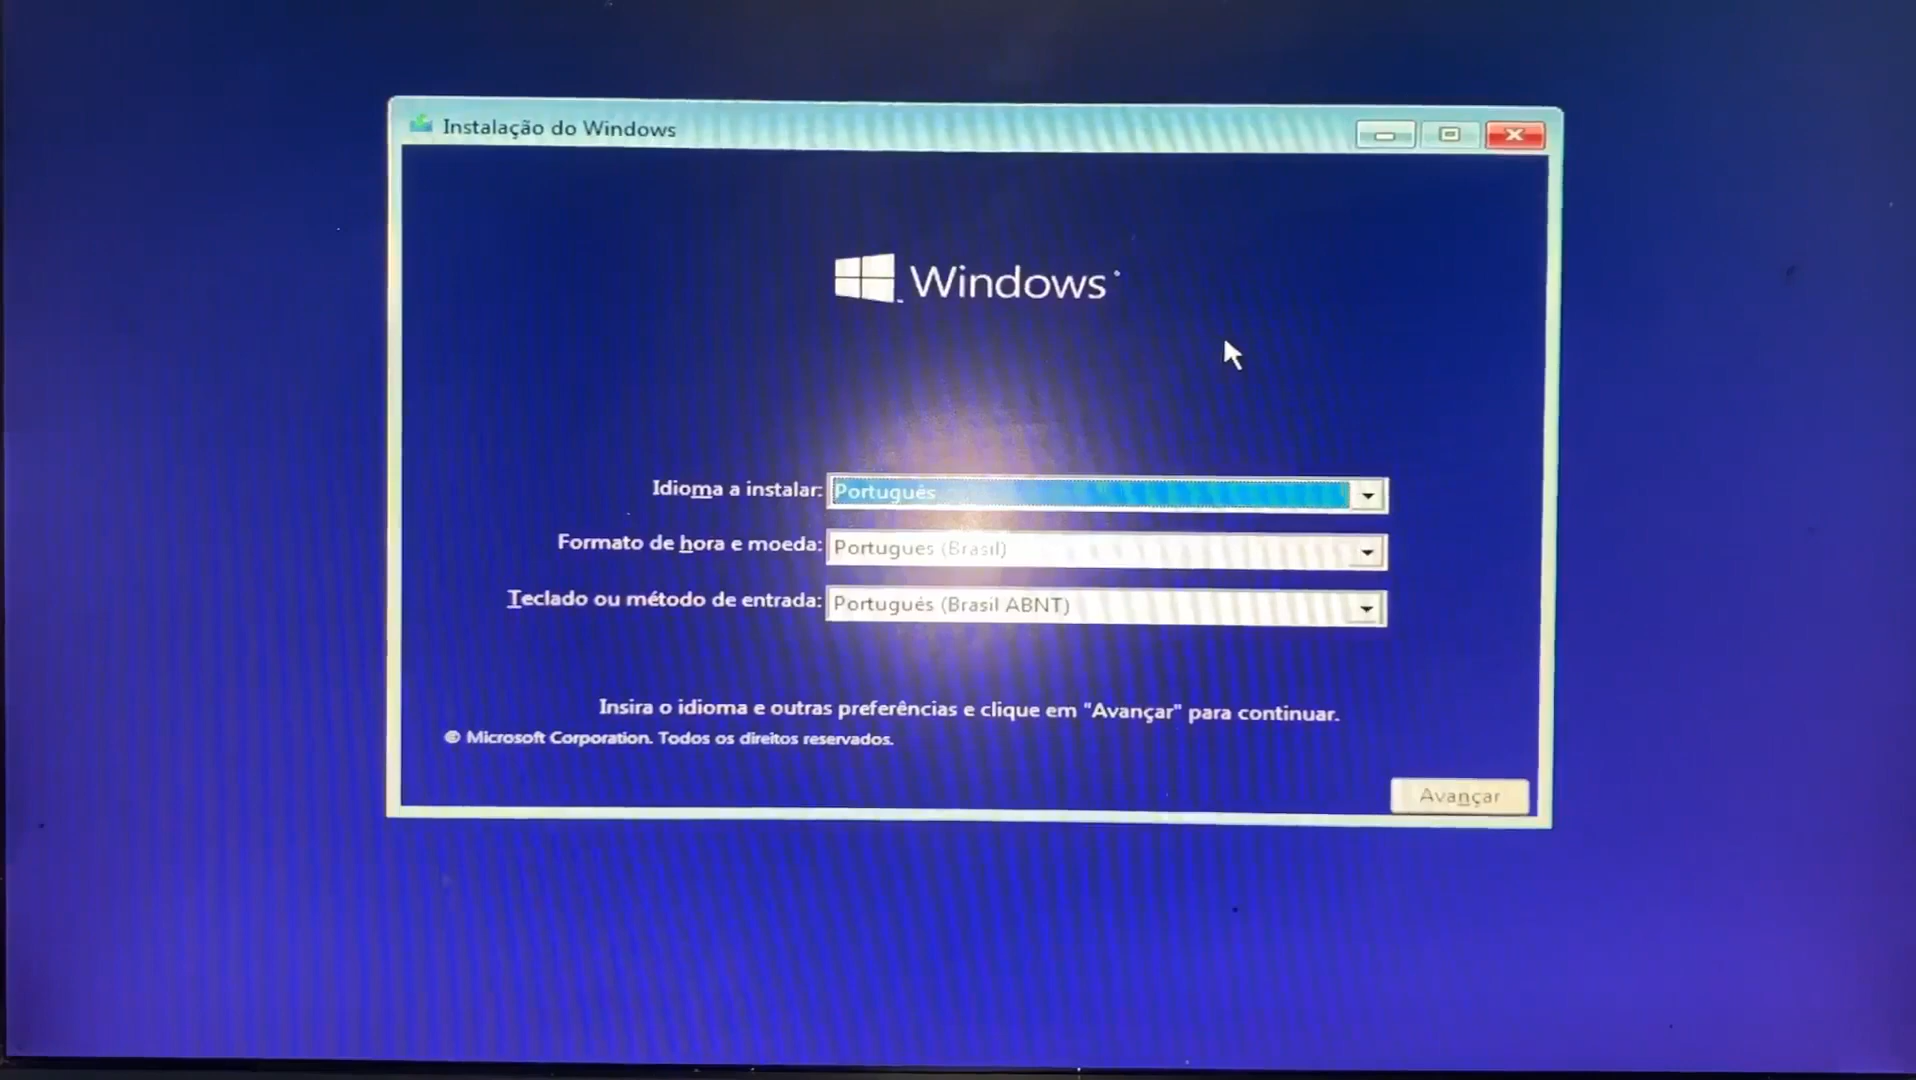 Instalação do Windows
Windows
Idioma a instalar: Português
Formato de hora e moeda: Português (Brasil)
Teclado ou método de entrada: Português (Brasil ABNT)
Insira o idioma e outras preferências e clique em "Avançar" para continuar.
© Microsoft Corporation. Todos os direitos reservados.
Avançar